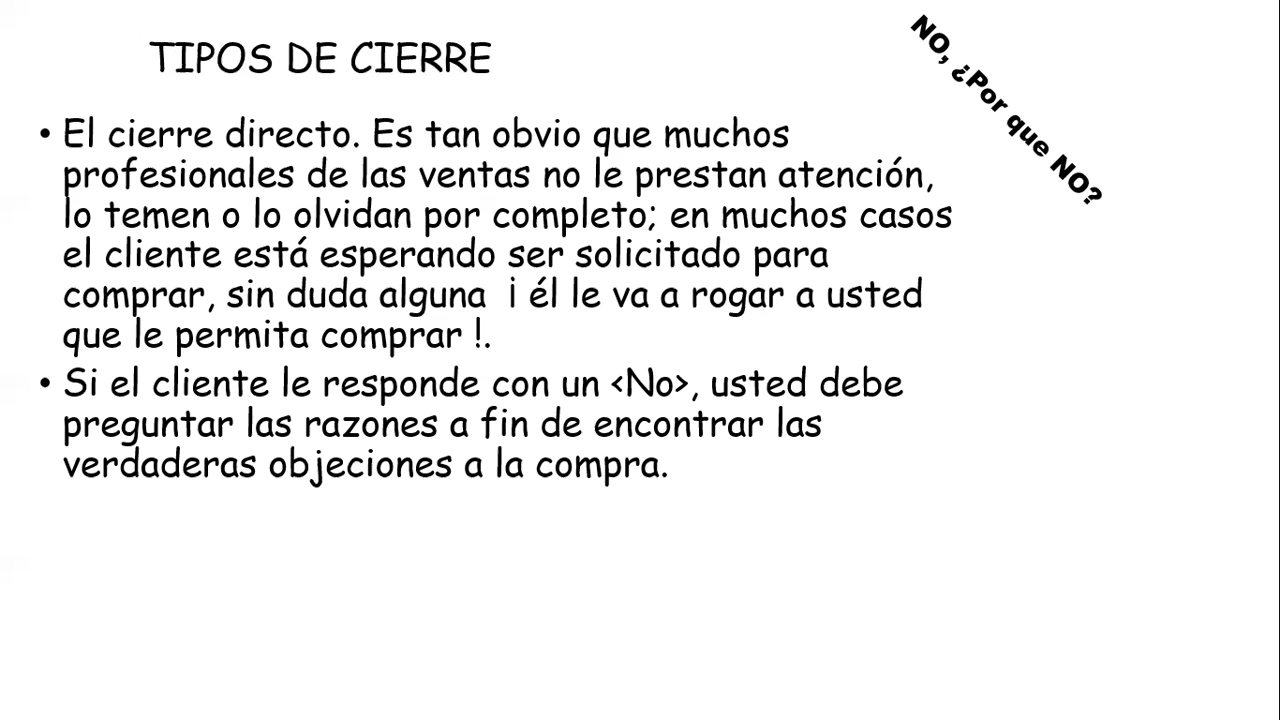 TIPOS DE CIERRE
NO, ¿Por que NO?
• El cierre directo. Es tan obvio que muchos
profesionales de las ventas no le prestan atención,
lo temen o lo olvidan por completo; en muchos casos
el cliente está esperando ser solicitado para
comprar, sin duda alguna ¡ él le va a rogar a usted
que le permita comprar !.
• Si el cliente le responde con un <No>, usted debe
preguntar las razones a fin de encontrar las
verdaderas objeciones a la compra.